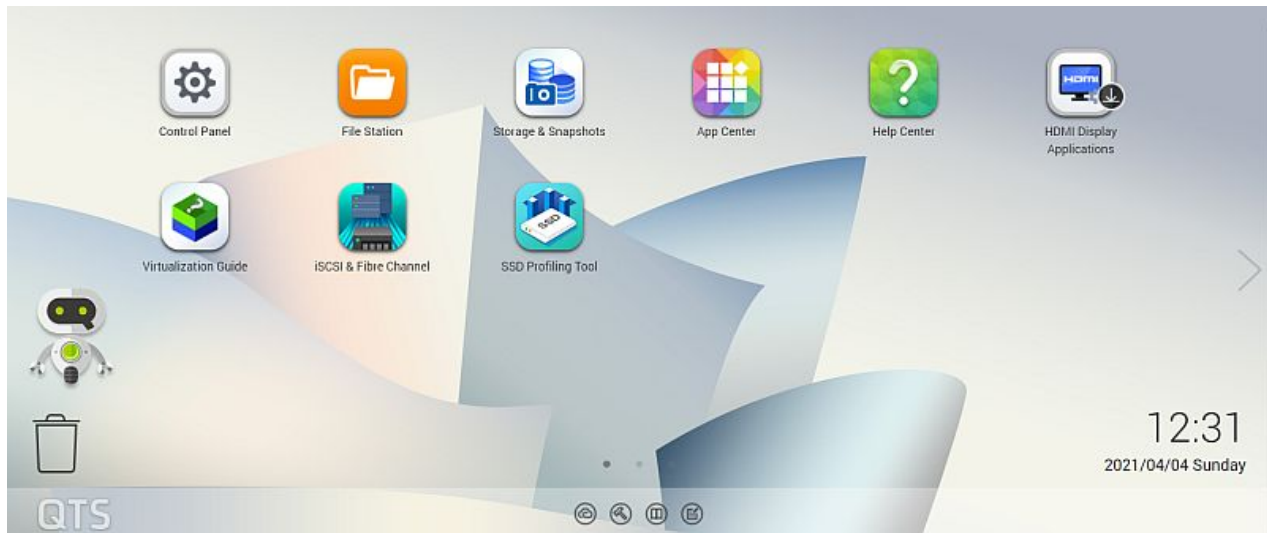 Control Panel
File Station
Storage & Snapshots
App Center
Help Center
HDMI
HDMI Display
Applications
Virtualization Guide
iSCSI & Fibre Channel
SSD
SSD Profiling Tool
12:31
2021/04/04 Sunday
QTS